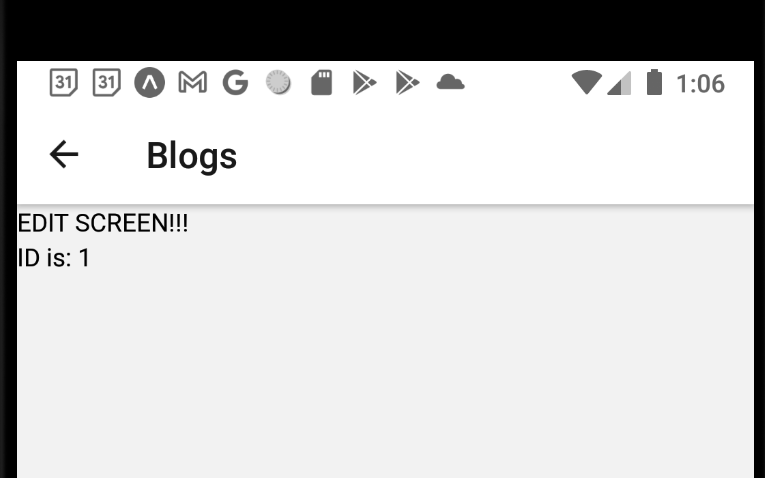 31 31 M G 1:06
Blogs
EDIT SCREEN!!!
ID is: 1